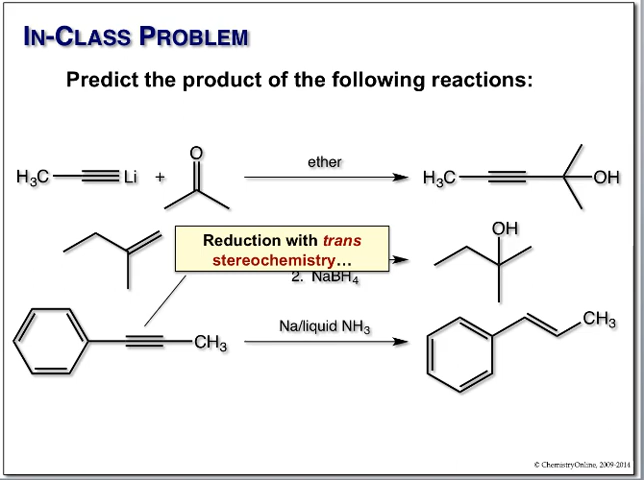 IN-CLASS PROBLEM
Predict the product of the following reactions:
H₃C Li + O ether H₃C OH
Reduction with trans
stereochemistry…
2. NaBH₄
OH
CH₃ Na/liquid NH₃ CH₃
© ChemistryOnline, 2009-2014